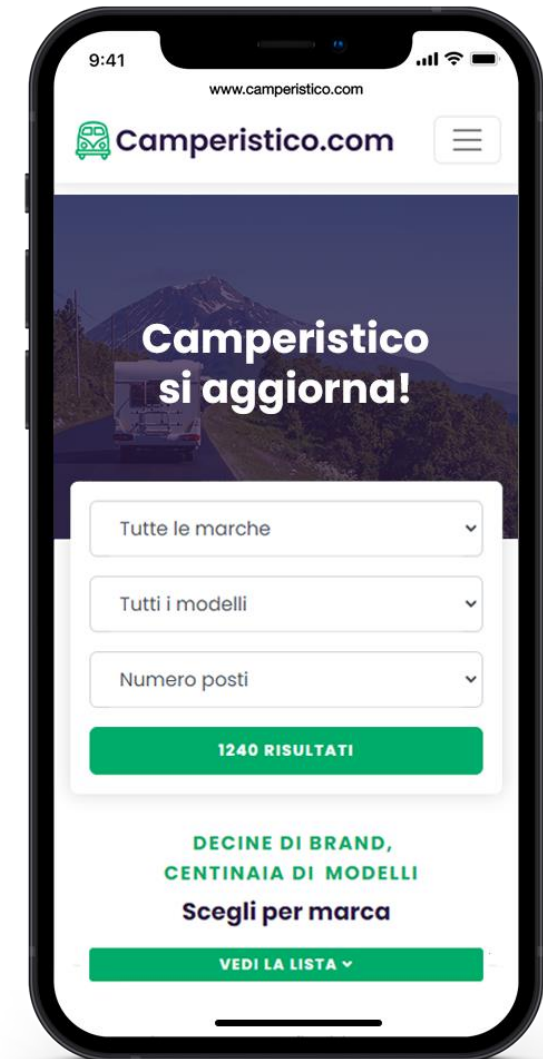 9:41
www.camperistico.com
Camperistico.com
Camperistico
si aggiorna!
Tutte le marche
Tutti i modelli
Numero posti
1240 RISULTATI
DECINE DI BRAND,
CENTINAIA DI MODELLI
Scegli per marca
VEDI LA LISTA